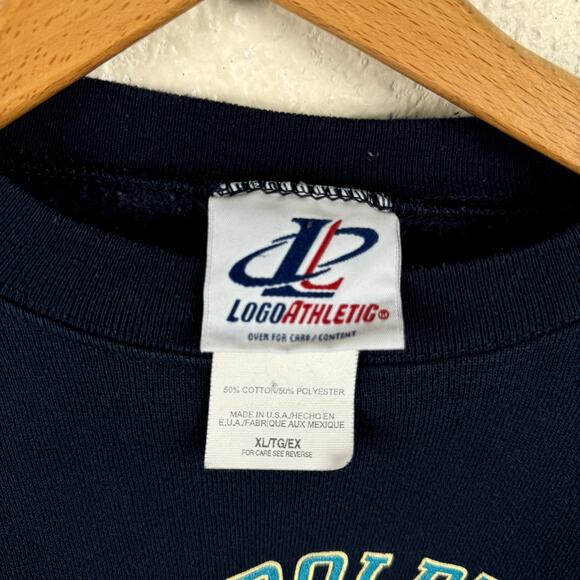 LOGOATHLETIC
OVER FOR CARE / CONTENT
50% COTTON/50% POLYESTER
MADE IN U.S.A./HECHO EN
E.U.A./FABRIQUE AUX MEXIQUE
XL/TG/EX
FOR CARE SEE REVERSE